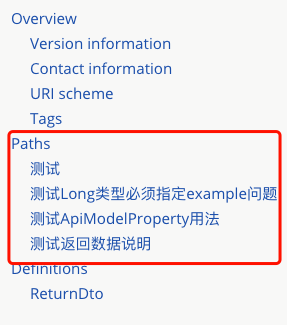 Overview
Version information
Contact information
URI scheme
Tags
Paths
测试
测试Long类型必须指定example问题
测试ApiModelProperty用法
测试返回数据说明
Definitions
ReturnDto